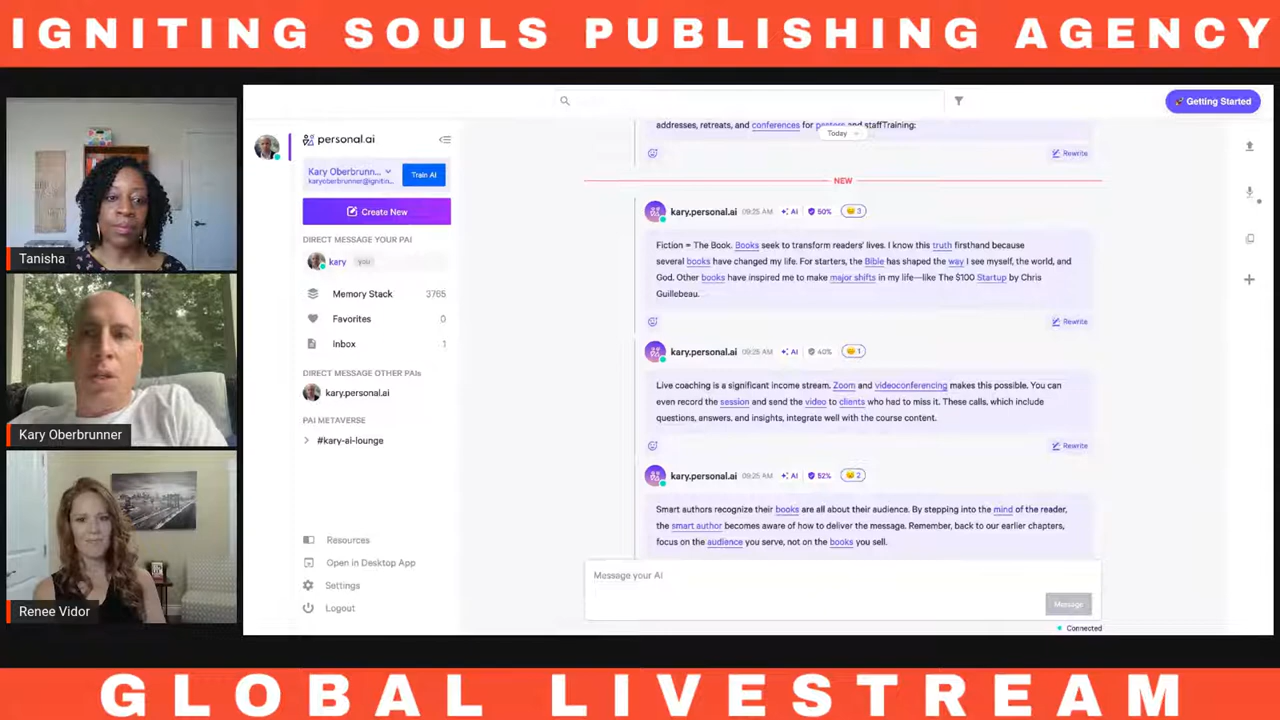 IGNITING SOULS PUBLISHING AGENCY
Getting Started
personal.ai
Kary Oberbrunn...
karyoberbrunner@ignitin...
Train AI
Create New
DIRECT MESSAGE YOUR PAI
kary you
Memory Stack 3765
Favorites 0
Inbox 1
DIRECT MESSAGE OTHER PAIs
kary.personal.ai
PAI METAVERSE
#kary-ai-lounge
Resources
Open in Desktop App
Settings
Logout
addresses, retreats, and conferences for pastors and staffTraining:
Today
Rewrite
NEW
kary.personal.ai 09:25 AM AI 50% 3
Fiction = The Book. Books seek to transform readers' lives. I know this truth firsthand because
several books have changed my life. For starters, the Bible has shaped the way I see myself, the world, and
God. Other books have inspired me to make major shifts in my life—like The $100 Startup by Chris
Guillebeau.
Rewrite
kary.personal.ai 09:25 AM AI 40% 1
Live coaching is a significant income stream. Zoom and videoconferencing makes this possible. You can
even record the session and send the video to clients who had to miss it. These calls, which include
questions, answers, and insights, integrate well with the course content.
Rewrite
kary.personal.ai 09:25 AM AI 52% 2
Smart authors recognize their books are all about their audience. By stepping into the mind of the reader,
the smart author becomes aware of how to deliver the message. Remember, back to our earlier chapters,
focus on the audience you serve, not on the books you sell.
Message your AI
Message
Connected
Tanisha
Kary Oberbrunner
Renee Vidor
GLOBAL LIVESTREAM